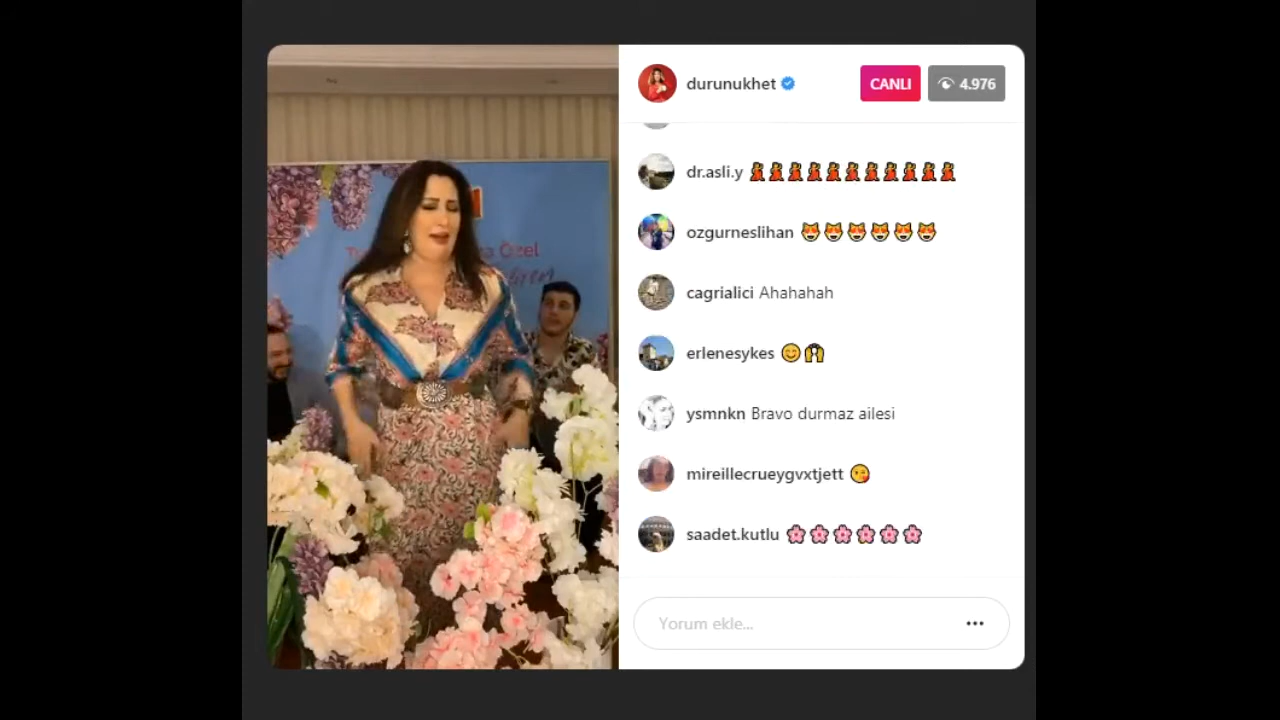 durunukhet
CANLI
4.976
dr.asli.y 💃💃💃💃💃💃💃💃💃💃💃
ozgurneslihan 😻😻😻😻😻😻
cagrialici Ahahahah
erlenesykes 😊🙌
ysmnkn Bravo durmaz ailesi
mireillecrueygvxtjett 😘
saadet.kutlu 🌸🌸🌸🌸🌸🌸
Yorum ekle...
Özel